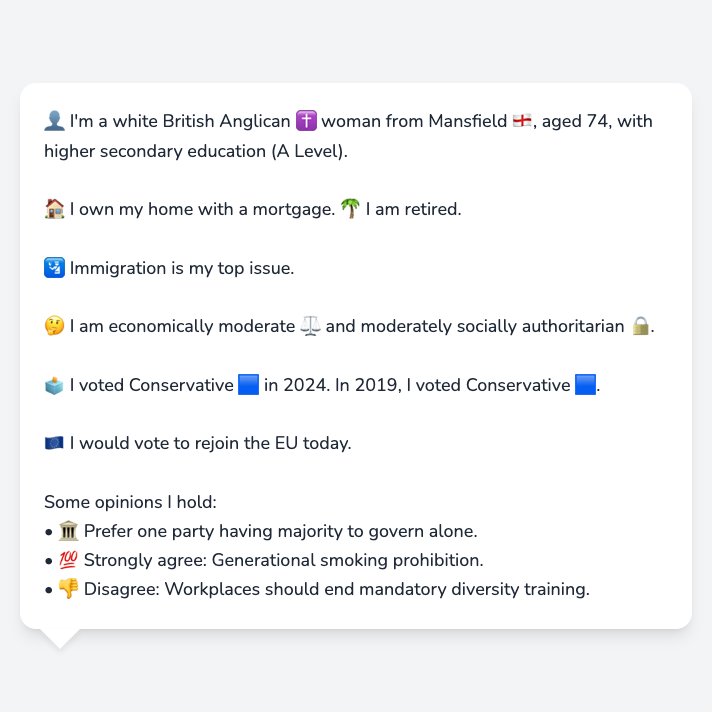 👤 I'm a white British Anglican ✝️ woman from Mansfield 🏴󠁧󠁢󠁥󠁮󠁧󠁿, aged 74, with
higher secondary education (A Level).
🏠 I own my home with a mortgage. 🌴 I am retired.
🛂 Immigration is my top issue.
🤔 I am economically moderate ⚖️ and moderately socially authoritarian 🔒.
🗳️ I voted Conservative 🟦 in 2024. In 2019, I voted Conservative 🟦.
🇪🇺 I would vote to rejoin the EU today.
Some opinions I hold:
• 🏛️ Prefer one party having majority to govern alone.
• 💯 Strongly agree: Generational smoking prohibition.
• 👎 Disagree: Workplaces should end mandatory diversity training.